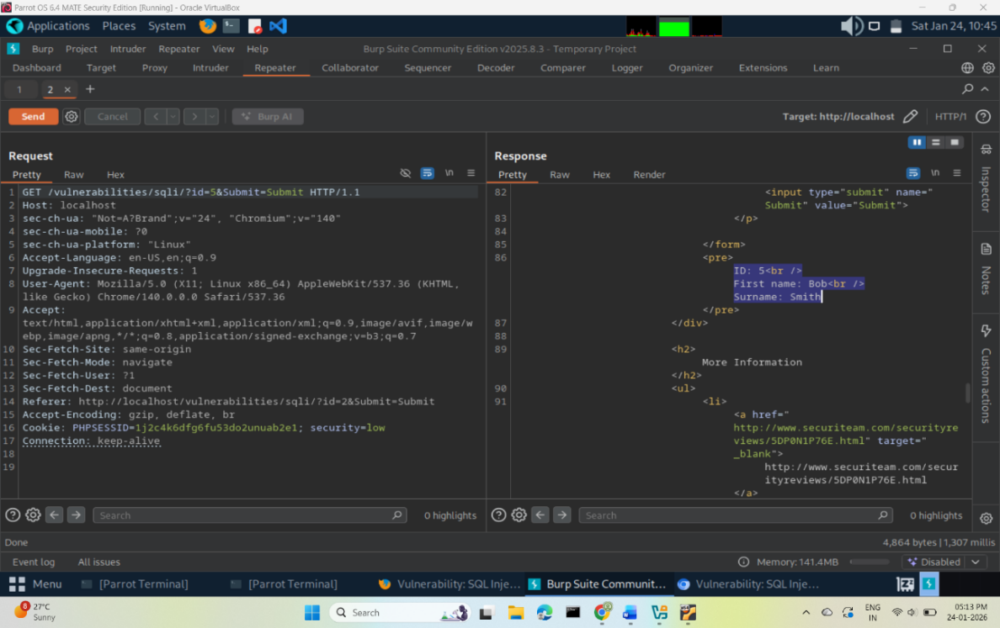 Parrot OS 6.4 MATE Security Edition [Running] - Oracle VirtualBox
Applications Places System Sat Jan 24, 10:45
Burp Project Intruder Repeater View Help Burp Suite Community Edition v2025.8.3 - Temporary Project
Dashboard Target Proxy Intruder Repeater Collaborator Sequencer Decoder Comparer Logger Organizer Extensions Learn
1 2 × +
Send Cancel < > Burp AI Target: http://localhost HTTP/1 ?
Request
Pretty Raw Hex \n
1 GET /vulnerabilities/sqli/?id=5&Submit=Submit HTTP/1.1
2 Host: localhost
3 sec-ch-ua: "Not=A?Brand";v="24", "Chromium";v="140"
4 sec-ch-ua-mobile: ?0
5 sec-ch-ua-platform: "Linux"
6 Accept-Language: en-US,en;q=0.9
7 Upgrade-Insecure-Requests: 1
8 User-Agent: Mozilla/5.0 (X11; Linux x86_64) AppleWebKit/537.36 (KHTML,
like Gecko) Chrome/140.0.0.0 Safari/537.36
9 Accept:
text/html,application/xhtml+xml,application/xml;q=0.9,image/avif,image/w
ebp,image/apng,*/*;q=0.8,application/signed-exchange;v=b3;q=0.7
10 Sec-Fetch-Site: same-origin
11 Sec-Fetch-Mode: navigate
12 Sec-Fetch-User: ?1
13 Sec-Fetch-Dest: document
14 Referer: http://localhost/vulnerabilities/sqli/?id=2&Submit=Submit
15 Accept-Encoding: gzip, deflate, br
16 Cookie: PHPSESSID=1j2c4k6dfg6fu53do2unuab2e1; security=low
17 Connection: keep-alive
18
19
Response
Pretty Raw Hex Render \n
82 <input type="submit" name="
Submit" value="Submit">
83 </p>
84
85 </form>
86 <pre>
ID: 5<br />
First name: Bob<br />
Surname: Smith
</pre>
87 </div>
88
89 <h2>
More Information
</h2>
90 <ul>
91 <li>
<a href="
http://www.securiteam.com/securityre
views/5DP0N1P76E.html" target="
_blank">
http://www.securiteam.com/secur
ityreviews/5DP0N1P76E.html
</a>
Inspector
Notes
Custom actions
Search 0 highlights
Search 0 highlights
Done 4,864 bytes | 1,307 millis
Event log All issues Memory: 141.4MB Disabled
Menu [Parrot Terminal] [Parrot Terminal] Vulnerability: SQL Inje... Burp Suite Communit... Vulnerability: SQL Inje...
8 27°C
Sunny
Search
ENG
IN
05:13 PM
24-01-2026